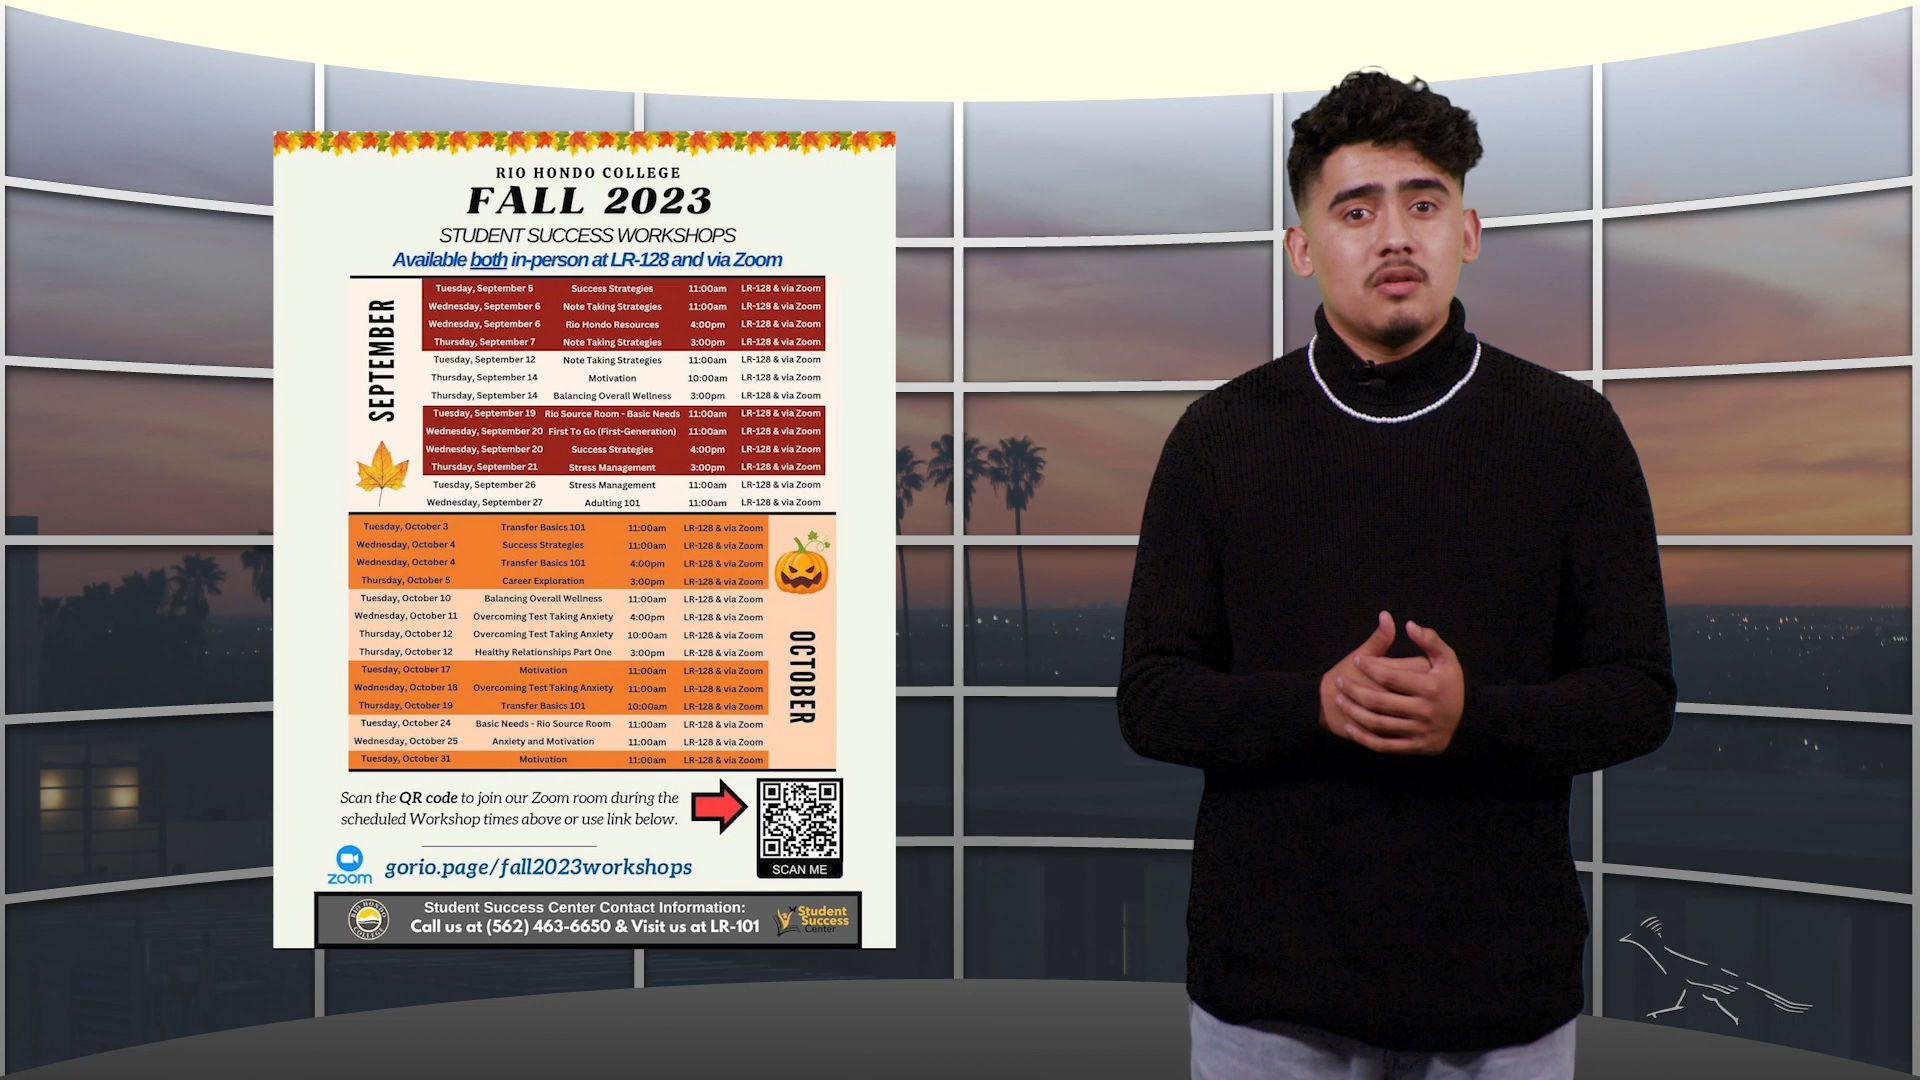 RIO HONDO COLLEGE
FALL 2023
STUDENT SUCCESS WORKSHOPS
Available both in-person at LR-128 and via Zoom
SEPTEMBER
Tuesday, September 5 Success Strategies 11:00am LR-128 & via Zoom
Wednesday, September 6 Note Taking Strategies 11:00am LR-128 & via Zoom
Wednesday, September 6 Rio Hondo Resources 4:00pm LR-128 & via Zoom
Thursday, September 7 Note Taking Strategies 3:00pm LR-128 & via Zoom
Tuesday, September 12 Note Taking Strategies 11:00am LR-128 & via Zoom
Thursday, September 14 Motivation 10:00am LR-128 & via Zoom
Thursday, September 14 Balancing Overall Wellness 3:00pm LR-128 & via Zoom
Tuesday, September 19 Rio Source Room - Basic Needs 11:00am LR-128 & via Zoom
Wednesday, September 20 First To Go (First-Generation) 11:00am LR-128 & via Zoom
Wednesday, September 20 Success Strategies 4:00pm LR-128 & via Zoom
Thursday, September 21 Stress Management 3:00pm LR-128 & via Zoom
Tuesday, September 26 Stress Management 11:00am LR-128 & via Zoom
Wednesday, September 27 Adulting 101 11:00am LR-128 & via Zoom
Tuesday, October 3 Transfer Basics 101 11:00am LR-128 & via Zoom
Wednesday, October 4 Success Strategies 11:00am LR-128 & via Zoom
Wednesday, October 4 Transfer Basics 101 4:00pm LR-128 & via Zoom
Thursday, October 5 Career Exploration 3:00pm LR-128 & via Zoom
Tuesday, October 10 Balancing Overall Wellness 11:00am LR-128 & via Zoom
Wednesday, October 11 Overcoming Test Taking Anxiety 4:00pm LR-128 & via Zoom
Thursday, October 12 Overcoming Test Taking Anxiety 10:00am LR-128 & via Zoom
Thursday, October 12 Healthy Relationships Part One 3:00pm LR-128 & via Zoom
Tuesday, October 17 Motivation 11:00am LR-128 & via Zoom
Wednesday, October 18 Overcoming Test Taking Anxiety 11:00am LR-128 & via Zoom
Thursday, October 19 Transfer Basics 101 10:00am LR-128 & via Zoom
Tuesday, October 24 Basic Needs - Rio Source Room 11:00am LR-128 & via Zoom
Wednesday, October 25 Anxiety and Motivation 11:00am LR-128 & via Zoom
Tuesday, October 31 Motivation 11:00am LR-128 & via Zoom
OCTOBER
Scan the QR code to join our Zoom room during the
scheduled Workshop times above or use link below.
SCAN ME
zoom
gorio.page/fall2023workshops
RIO HONDO
COLLEGE
Student Success Center Contact Information:
Call us at (562) 463-6650 & Visit us at LR-101
Student
Success
Center